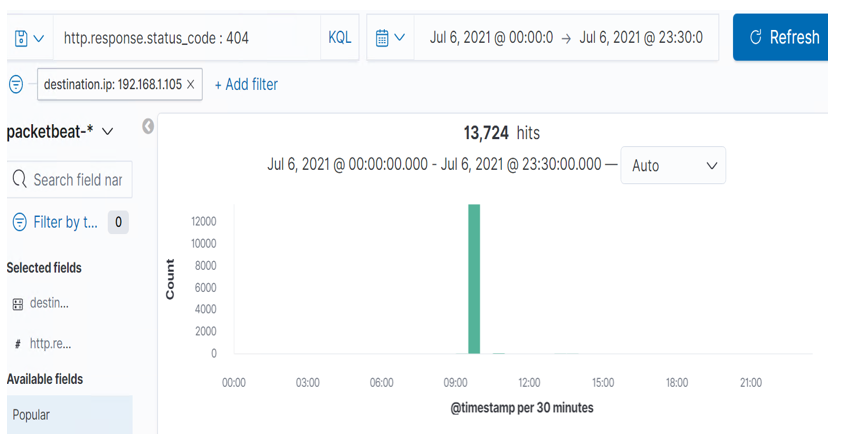 http.response.status_code : 404 KQL Jul 6, 2021 @ 00:00:0 → Jul 6, 2021 @ 23:30:0 Refresh
destination.ip: 192.168.1.105 × + Add filter
packetbeat-*
13,724 hits
Jul 6, 2021 @ 00:00:00.000 - Jul 6, 2021 @ 23:30:00.000 — Auto
Search field nar
Filter by t... 0
Selected fields
destin...
# http.re...
Available fields
Popular
Count
12000
10000
8000
6000
4000
2000
0
00:00 03:00 06:00 09:00 12:00 15:00 18:00 21:00
@timestamp per 30 minutes